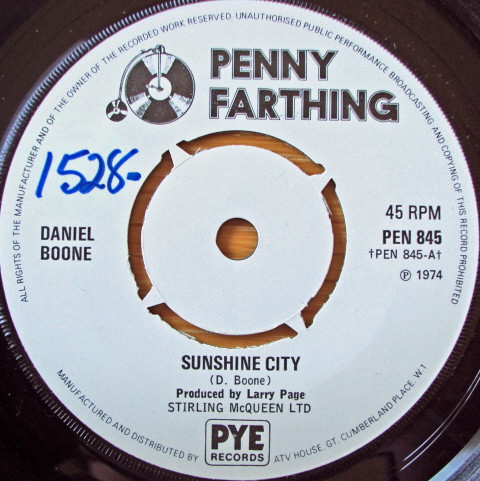 ALL RIGHTS OF THE MANUFACTURER AND OF THE OWNER OF THE RECORDED WORK RESERVED. UNAUTHORISED PUBLIC PERFORMANCE BROADCASTING AND COPYING OF THIS RECORD PROHIBITED
PENNY
FARTHING
1528-
DANIEL
BOONE
45 RPM
PEN 845
†PEN 845-A†
Ⓟ 1974
SUNSHINE CITY
(D. Boone)
Produced by Larry Page
STIRLING McQUEEN LTD
PYE
RECORDS
MANUFACTURED AND DISTRIBUTED BY ATV HOUSE, GT. CUMBERLAND PLACE, W.1